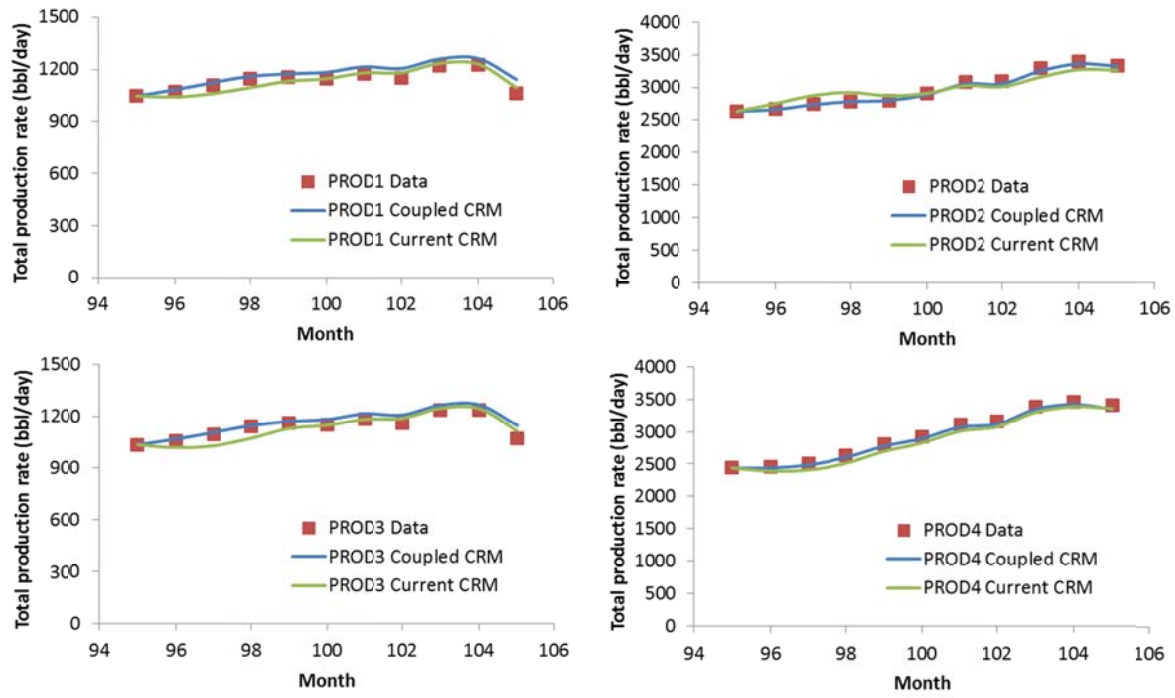 Total production rate (bbl/day)
1500
1200
900
600
300
0
PROD1 Data
PROD1 Coupled CRM
PROD1 Current CRM
94 96 98 100 102 104 106
Month
Total production rate (bbl/day)
4000
3500
3000
2500
2000
1500
1000
500
0
PROD2 Data
PROD2 Coupled CRM
PROD2 Current CRM
94 96 98 100 102 104 106
Month
Total production rate (bbl/day)
1500
1200
900
600
300
0
PROD3 Data
PROD3 Coupled CRM
PROD3 Current CRM
94 96 98 100 102 104 106
Month
Total production rate (bbl/day)
4000
3500
3000
2500
2000
1500
1000
500
0
PROD4 Data
PROD4 Coupled CRM
PROD4 Current CRM
94 96 98 100 102 104 106
Month